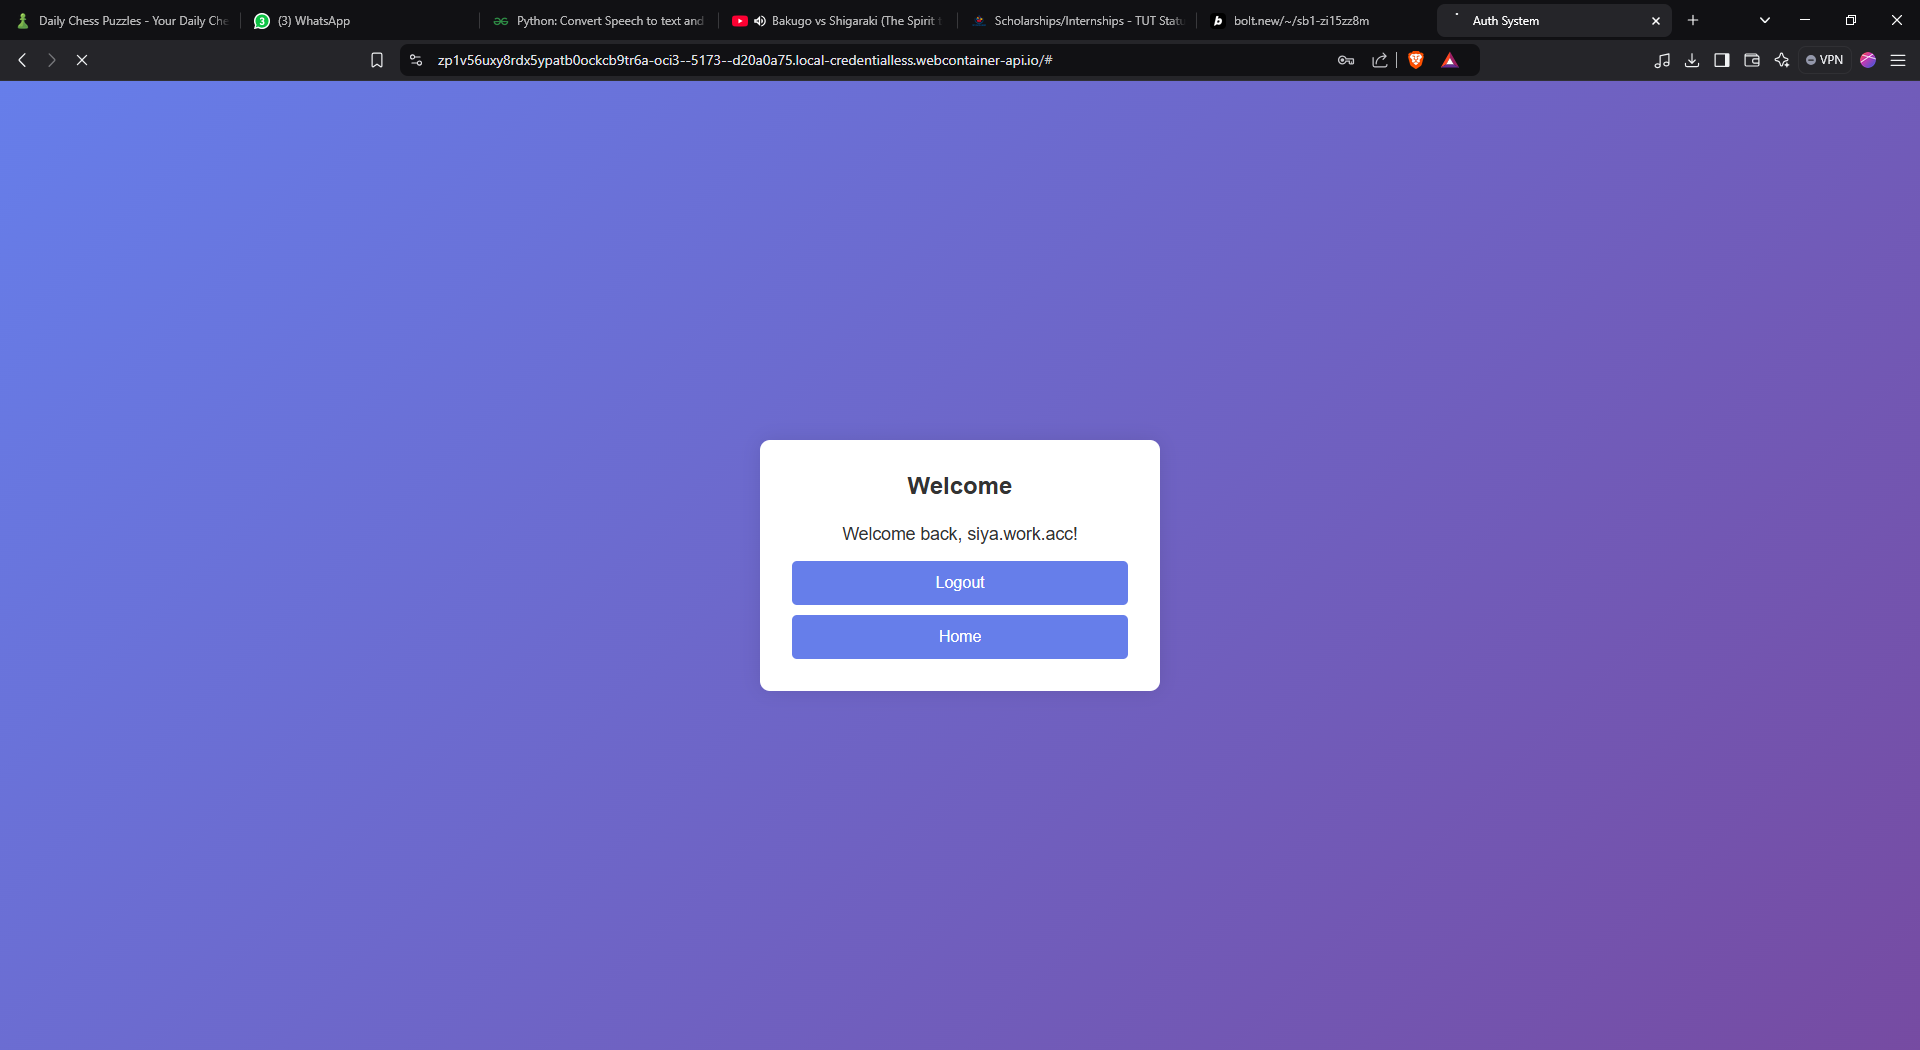 Daily Chess Puzzles - Your Daily Che
3 (3) WhatsApp
Python: Convert Speech to text and
Bakugo vs Shigaraki (The Spirit t
Scholarships/Internships - TUT Statu
b bolt.new/~/sb1-zi15zz8m
Auth System
zp1v56uxy8rdx5ypatb0ockcb9tr6a-oci3--5173--d20a0a75.local-credentialless.webcontainer-api.io/#
VPN
Welcome
Welcome back, siya.work.acc!
Logout
Home